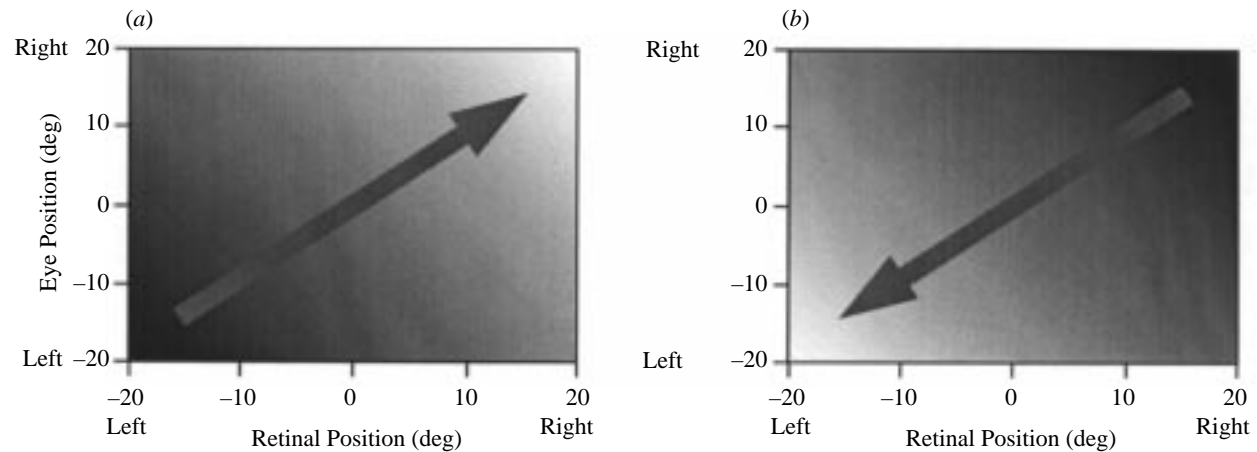 (a)
Right
20
10
0
–10
Left –20
Eye Position (deg)
–20 –10 0 10 20
Left Right
Retinal Position (deg)
(b)
Right
20
10
0
–10
Left –20
–20 –10 0 10 20
Left Right
Retinal Position (deg)